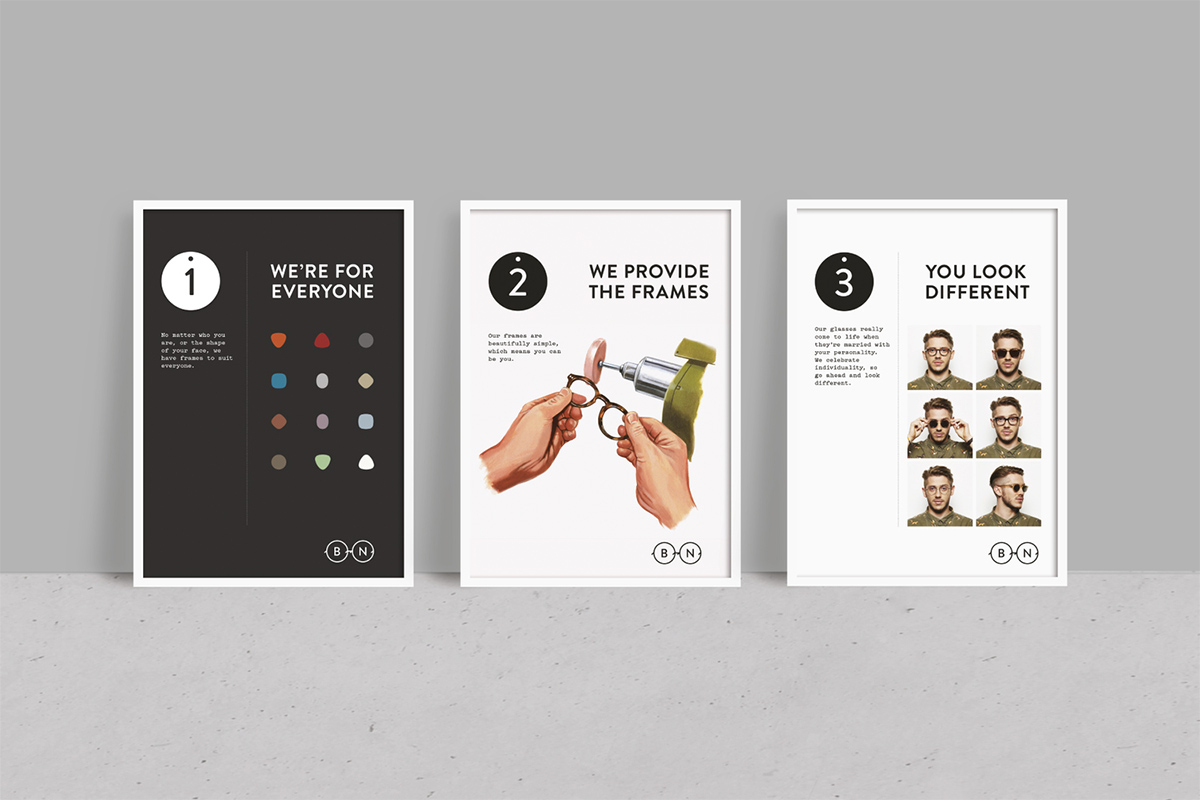 1
WE'RE FOR
EVERYONE
No matter who you
are, or the shape
of your face, we
have frames to suit
everyone.
B N
2
WE PROVIDE
THE FRAMES
Our frames are
beautifully simple,
which means you can
be you.
B N
3
YOU LOOK
DIFFERENT
Our glasses really
come to life when
they're married with
your personality.
We celebrate
individuality, so
go ahead and look
different.
B N